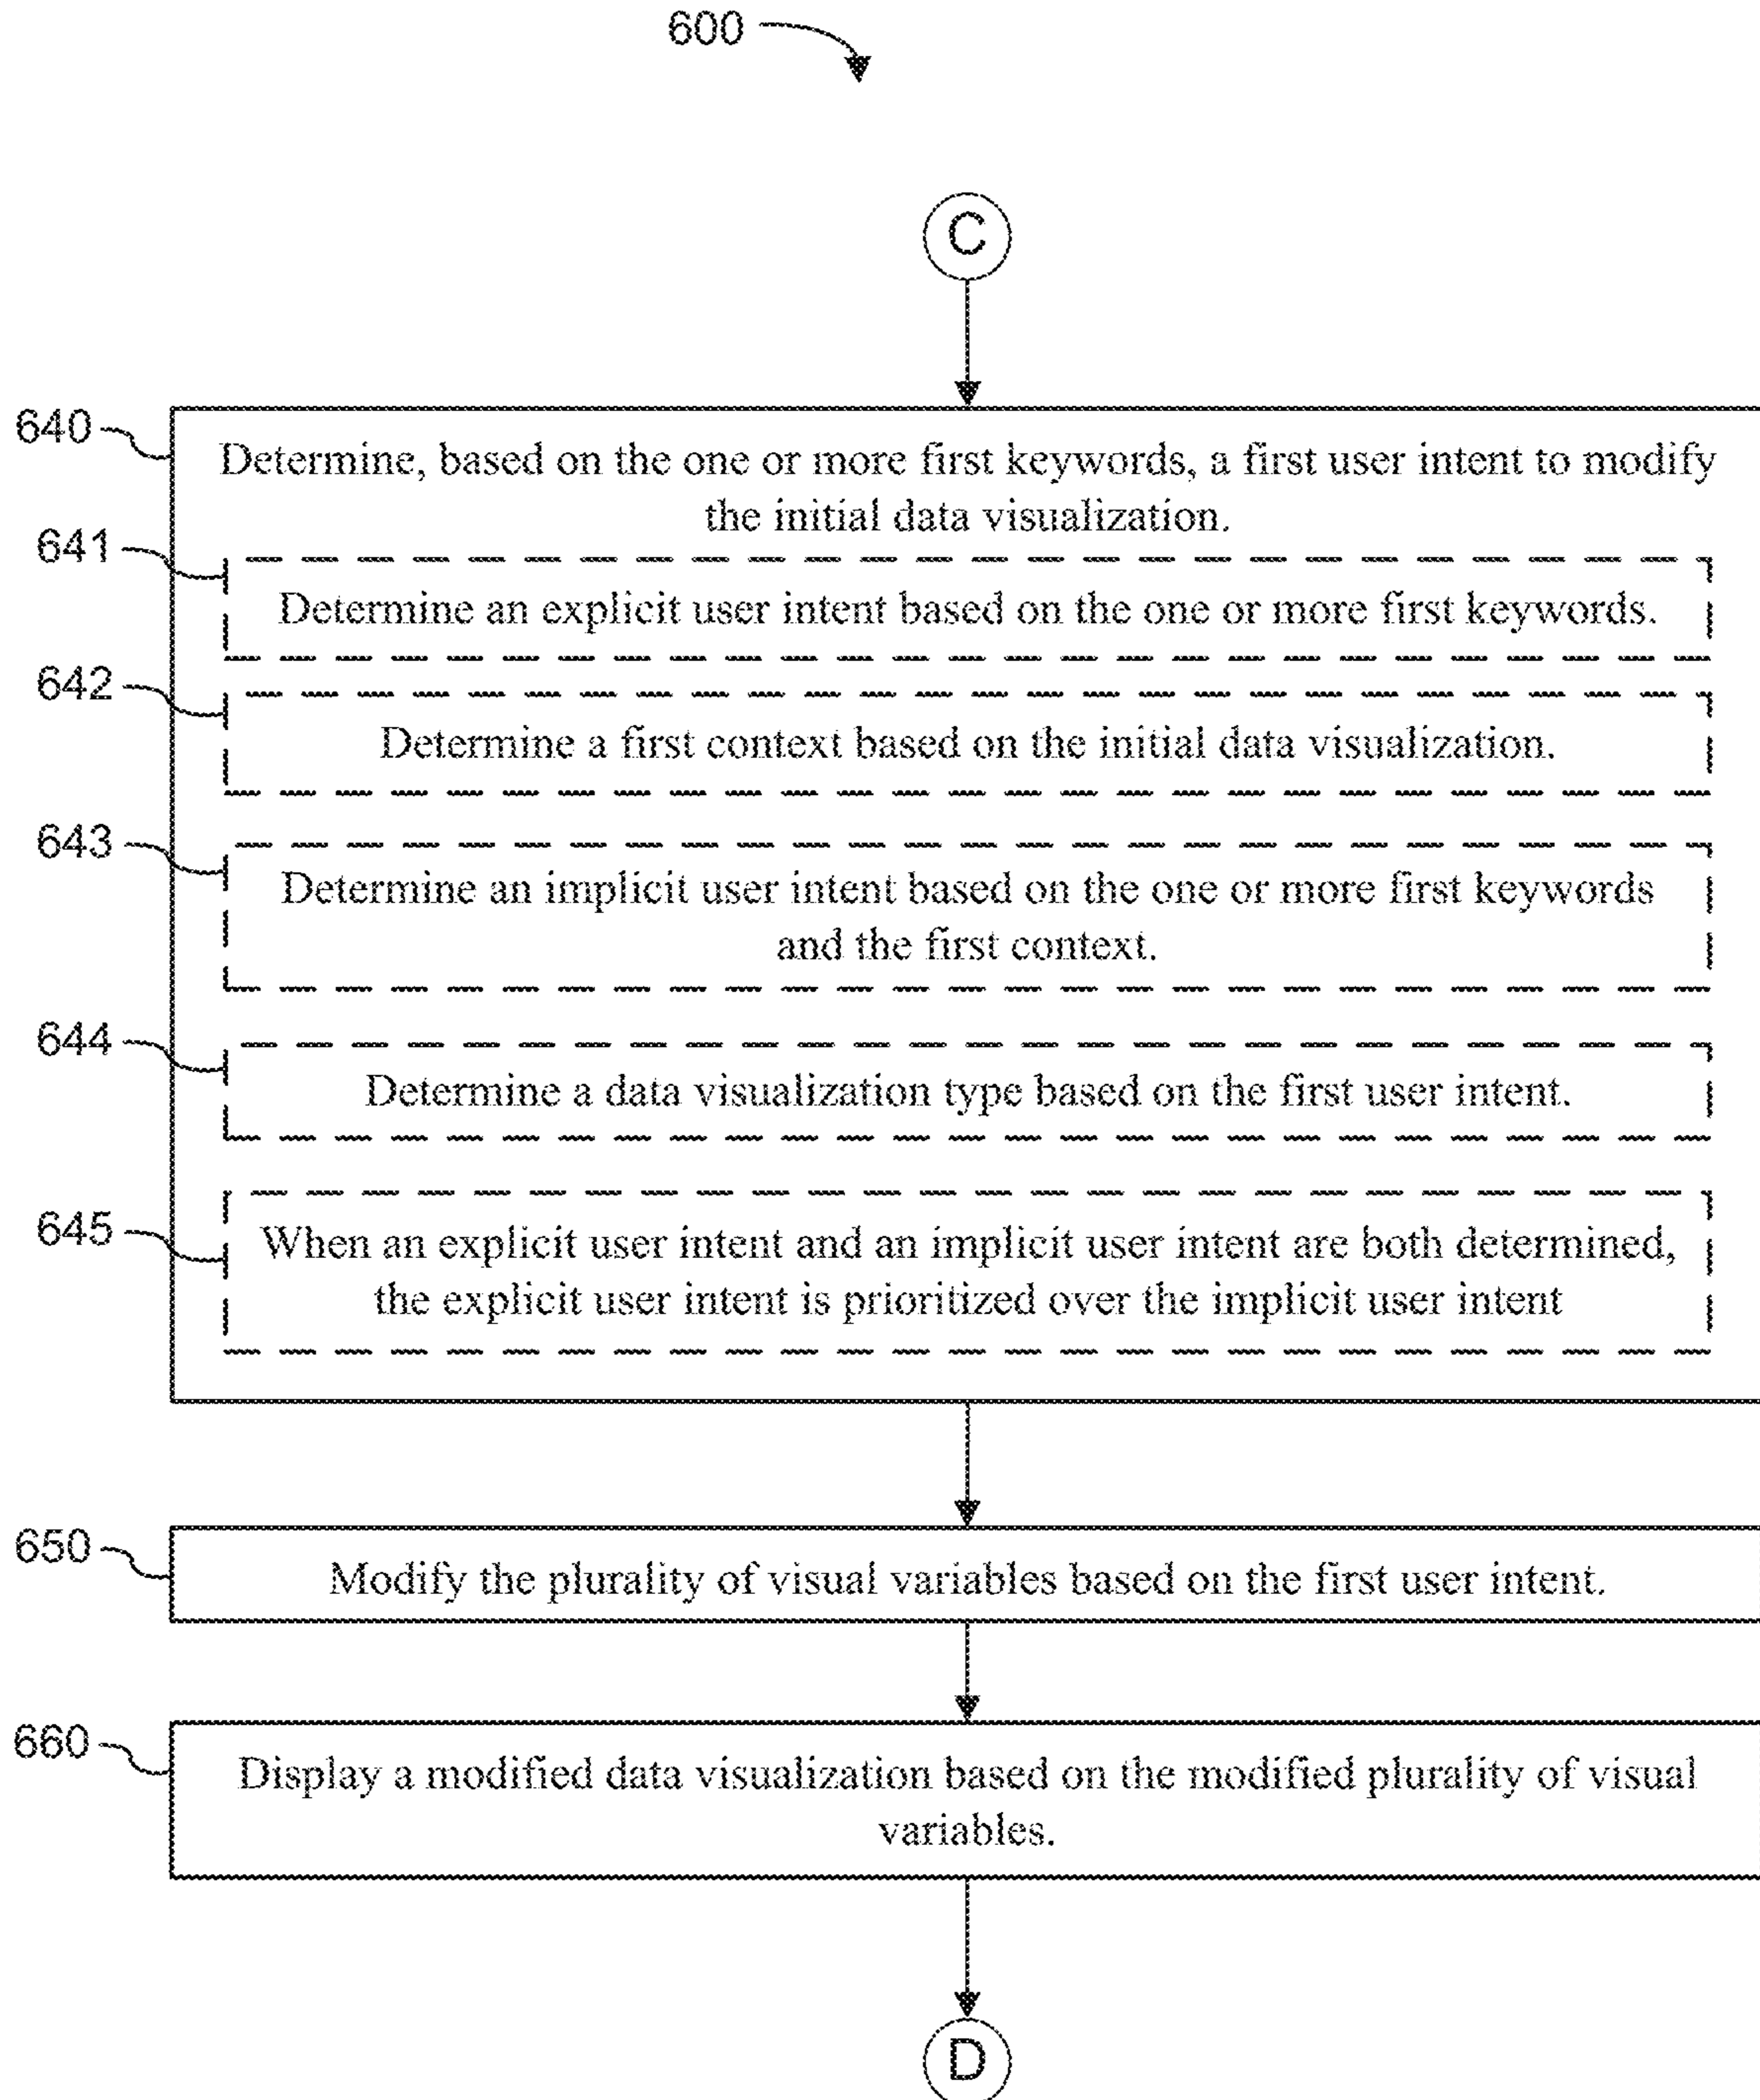 600
C
640
Determine, based on the one or more first keywords, a first user intent to modify
the initial data visualization.
641
Determine an explicit user intent based on the one or more first keywords.
642
Determine a first context based on the initial data visualization.
643
Determine an implicit user intent based on the one or more first keywords
and the first context.
644
Determine a data visualization type based on the first user intent.
645
When an explicit user intent and an implicit user intent are both determined,
the explicit user intent is prioritized over the implicit user intent
650
Modify the plurality of visual variables based on the first user intent.
660
Display a modified data visualization based on the modified plurality of visual
variables.
D